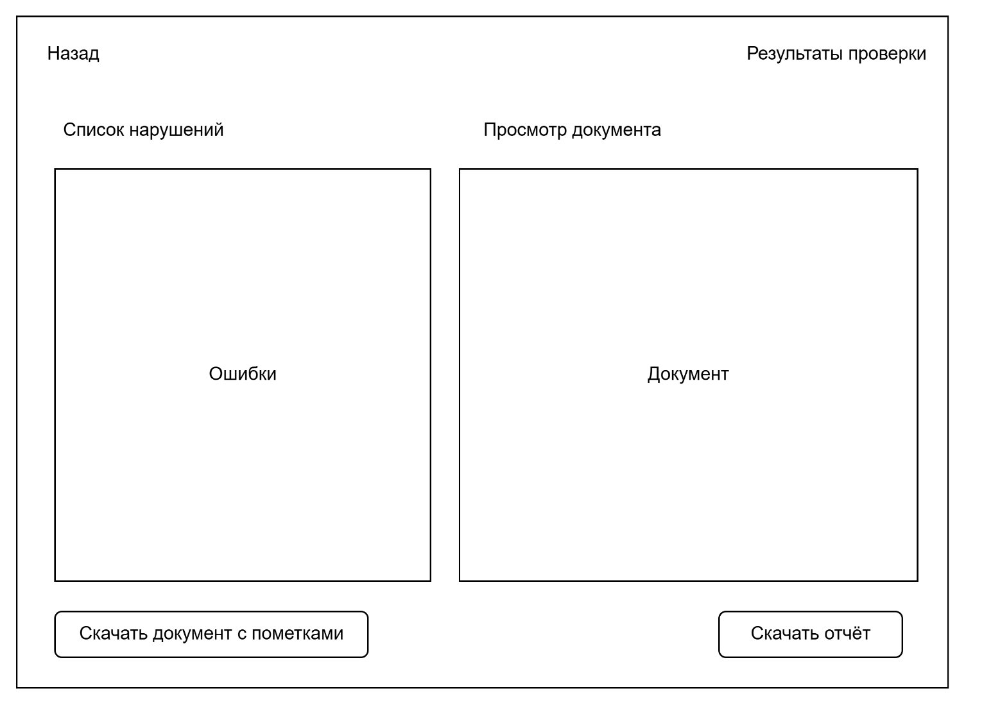 Назад
Результаты проверки
Список нарушений
Просмотр документа
Ошибки
Документ
Скачать документ с пометками
Скачать отчёт